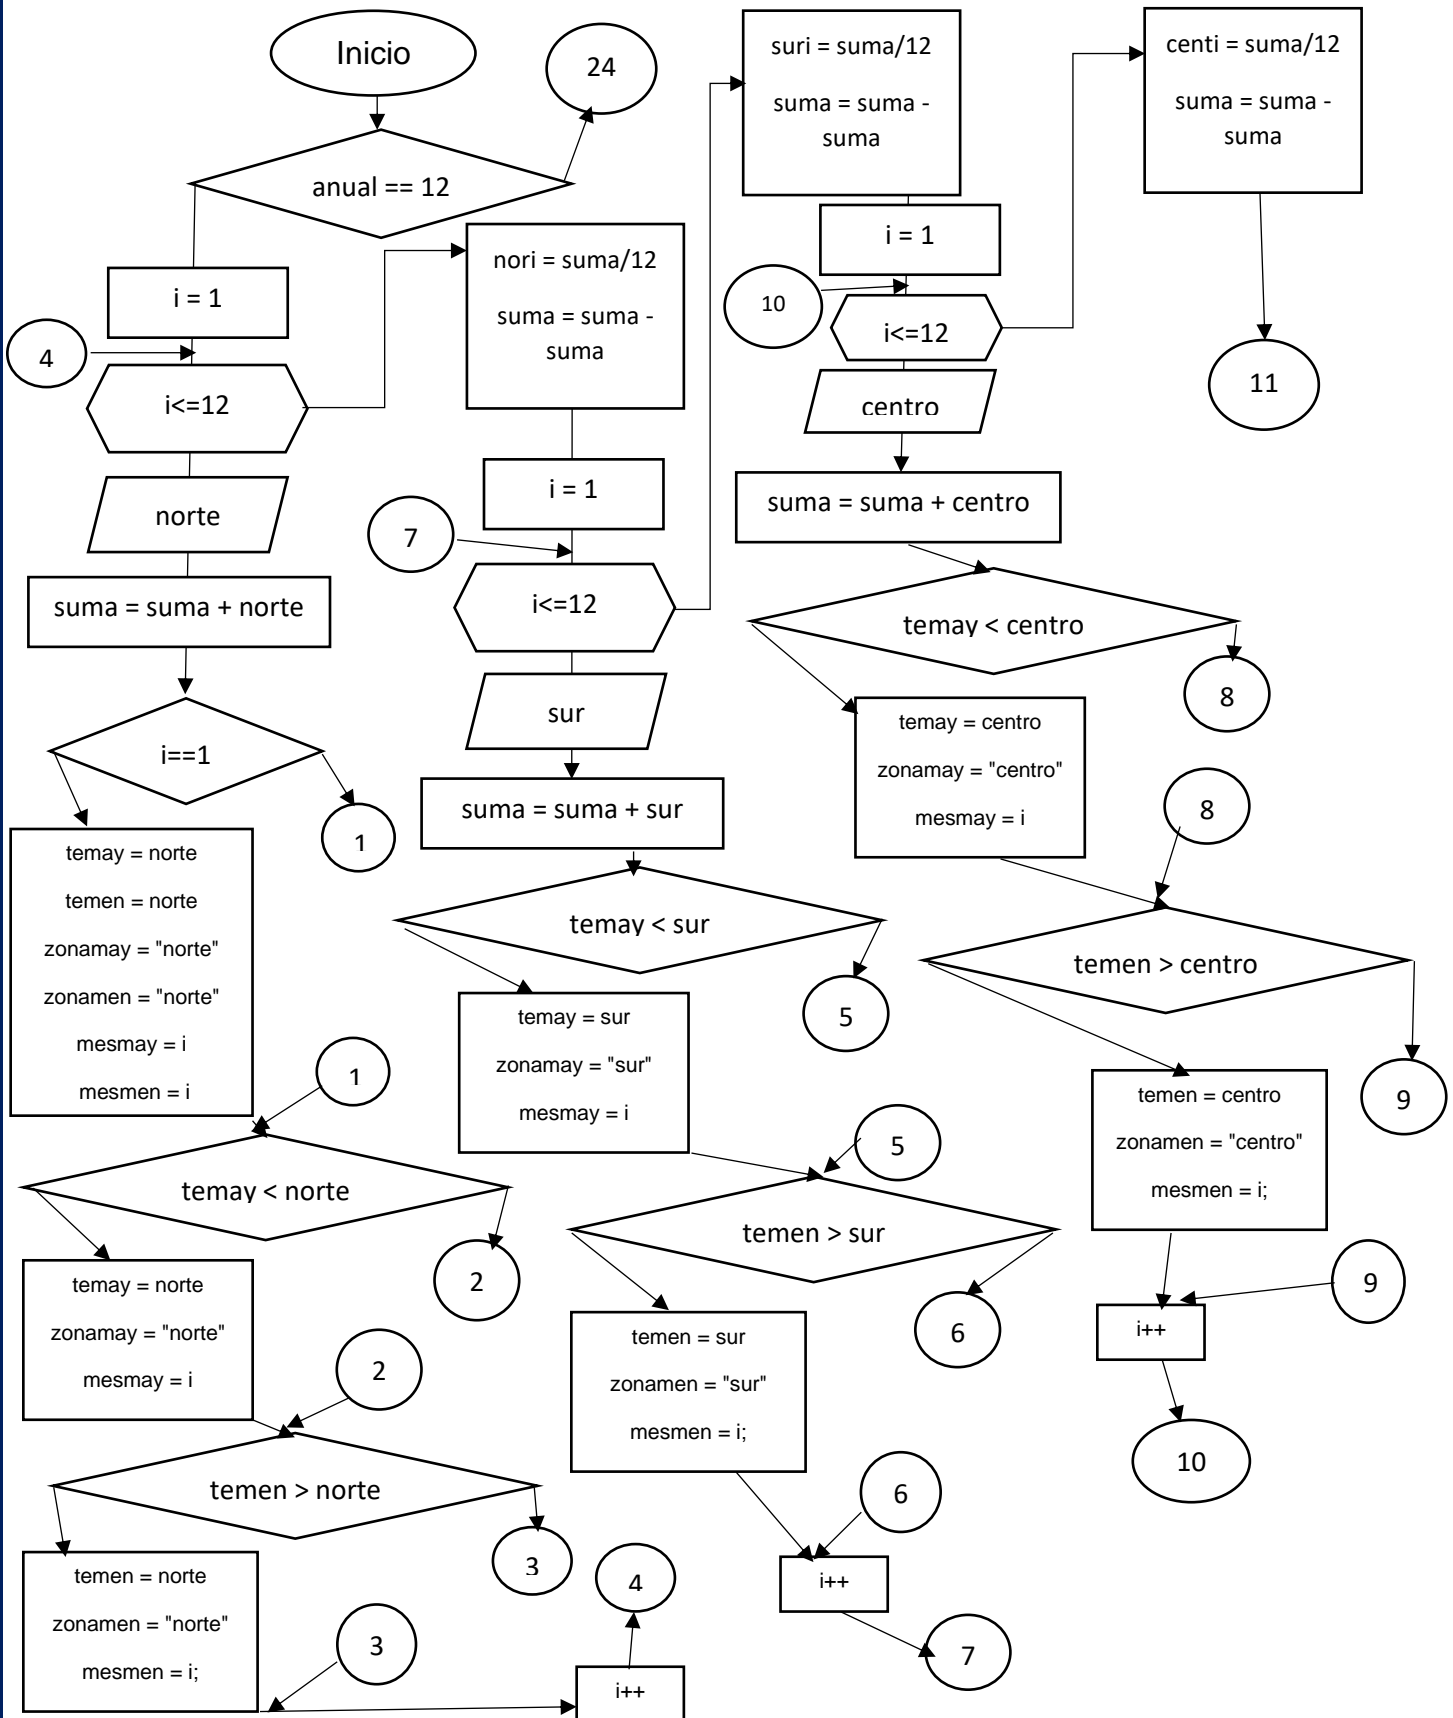 Inicio
24
anual == 12
i = 1
4
i<=12
norte
suma = suma + norte
i==1
1
temay = norte
temen = norte
zonamay = "norte"
zonamen = "norte"
mesmay = i
mesmen = i
1
temay < norte
2
temay = norte
zonamay = "norte"
mesmay = i
2
temen > norte
3
temen = norte
zonamen = "norte"
mesmen = i;
3
i++
4
nori = suma/12
suma = suma -
suma
i = 1
7
i<=12
sur
suma = suma + sur
temay < sur
5
temay = sur
zonamay = "sur"
mesmay = i
5
temen > sur
6
temen = sur
zonamen = "sur"
mesmen = i;
6
i++
7
suri = suma/12
suma = suma -
suma
i = 1
10
i<=12
centro
suma = suma + centro
temay < centro
8
temay = centro
zonamay = "centro"
mesmay = i
8
temen > centro
9
temen = centro
zonamen = "centro"
mesmen = i;
9
i++
10
centi = suma/12
suma = suma -
suma
11